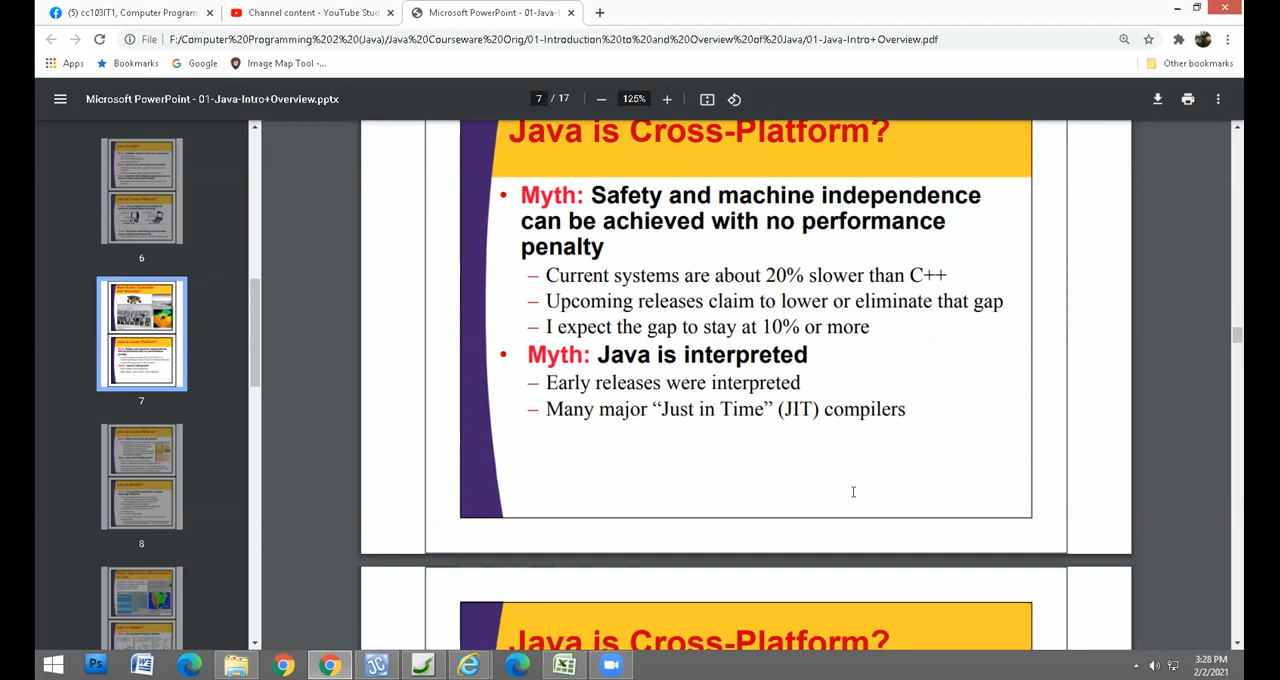 cc103IT1, Computer Program
Channel content - YouTube Stud
Microsoft PowerPoint - 01-Java-I
File
F:/Computer%20Programming%202%20(Java)/Java%20Courseware%20Orig/01-Introduction%20to%20and%20Overview%20of%20Java/01-Java-Intro+Overview.pdf
Apps
Bookmarks
Google
Image Map Tool -...
Other bookmarks
Microsoft PowerPoint - 01-Java-Intro+Overview.pptx
7 / 17
125%
6
7
8
Java is Cross-Platform?
• Myth: Safety and machine independence
can be achieved with no performance
penalty
– Current systems are about 20% slower than C++
– Upcoming releases claim to lower or eliminate that gap
– I expect the gap to stay at 10% or more
• Myth: Java is interpreted
– Early releases were interpreted
– Many major “Just in Time” (JIT) compilers
Java is Cross-Platform?
Ps
3:28 PM
2/2/2021